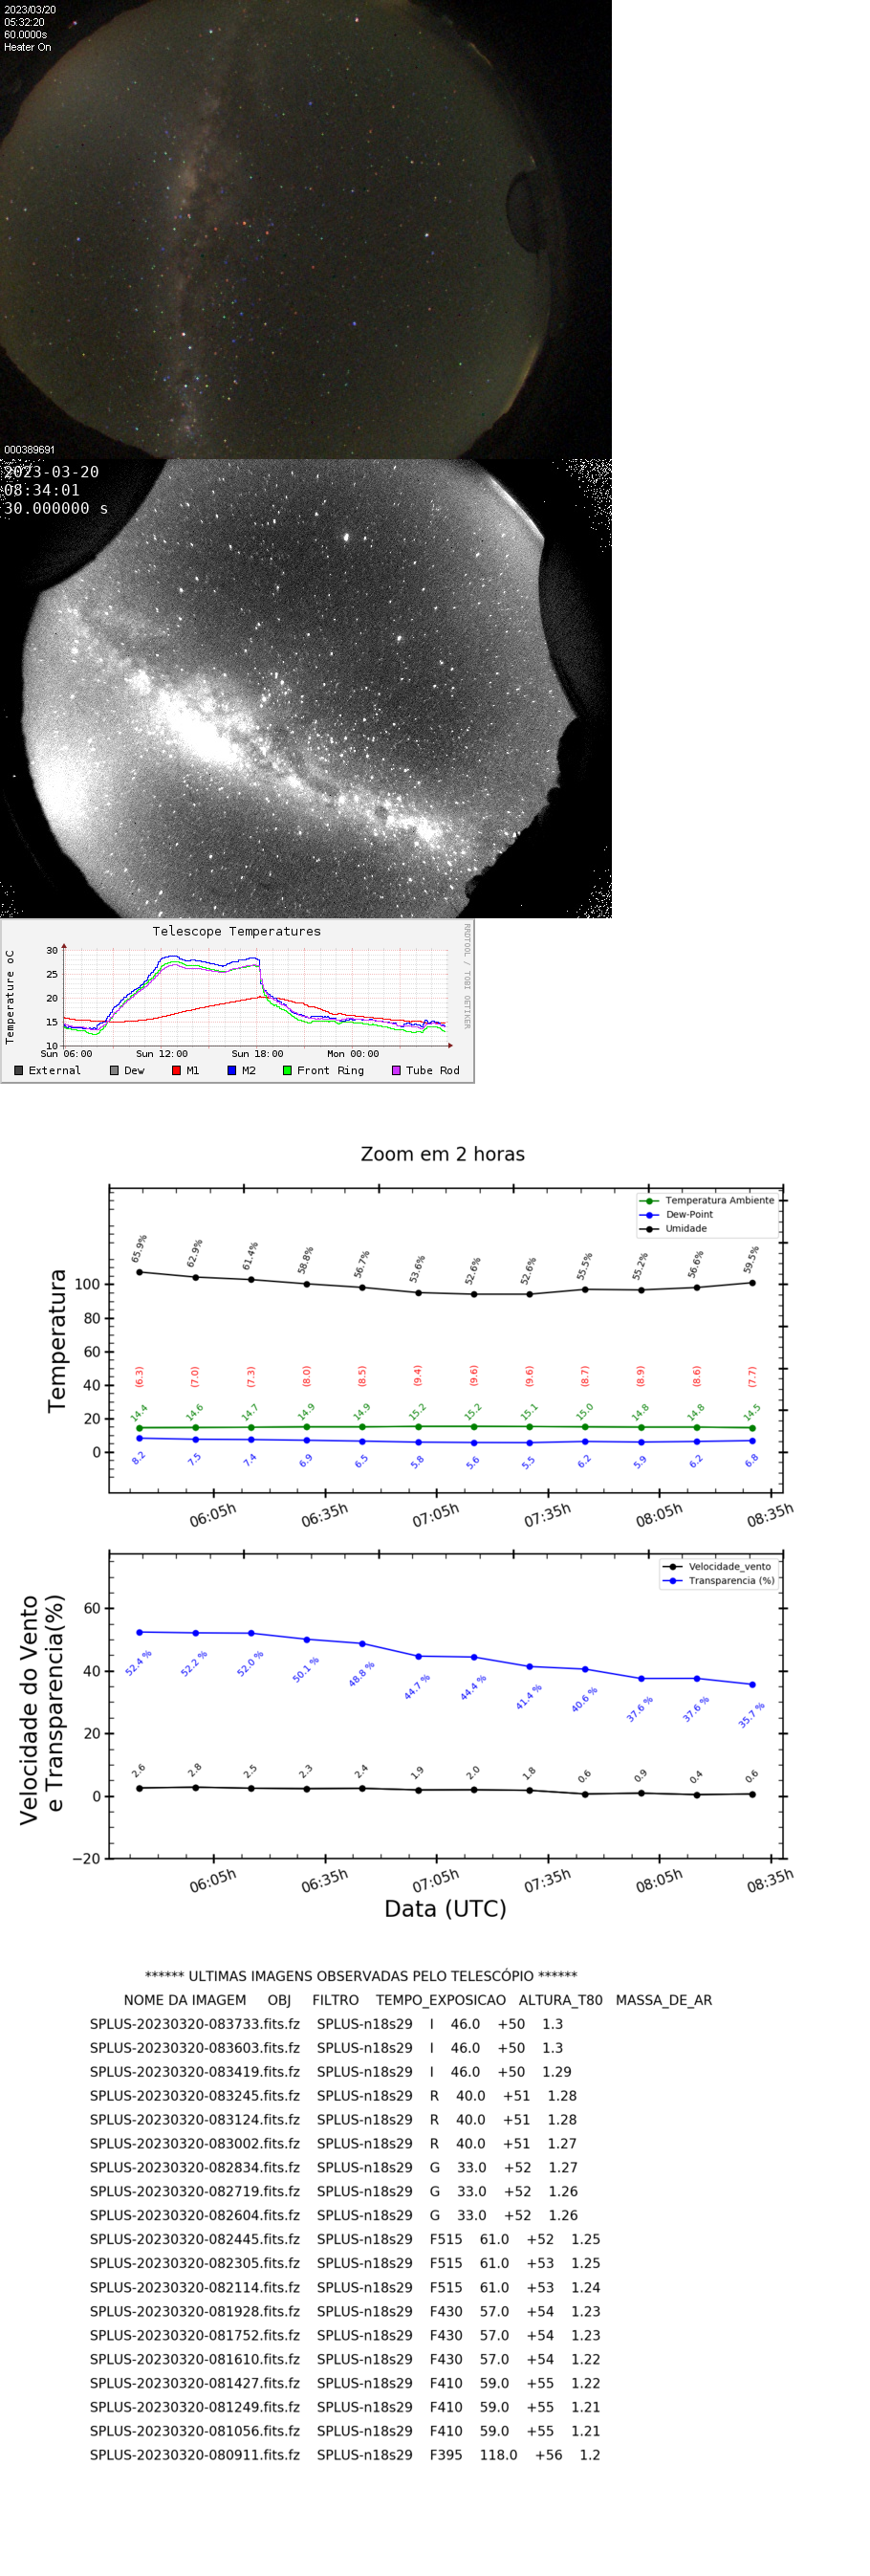 2023/03/20
05:32:20
60.0000s
Heater On
000389691
2023-03-20
08:34:01
30.000000 s
Telescope Temperatures
RRDTOOL / TOBI OETIKER
Temperature oC
30
25
20
15
10
Sun 06:00 Sun 12:00 Sun 18:00 Mon 00:00
External Dew M1 M2 Front Ring Tube Rod
Zoom em 2 horas
Temperatura Ambiente
Dew-Point
Umidade
Temperatura
100
80
60
40
20
0
65.9% 62.9% 61.4% 58.8% 56.7% 53.6% 52.6% 52.6% 55.5% 55.2% 56.6% 59.5%
(6.3) (7.0) (7.3) (8.0) (8.5) (9.4) (9.6) (9.6) (8.7) (8.9) (8.6) (7.7)
14.4 14.6 14.7 14.9 14.9 15.2 15.2 15.1 15.0 14.8 14.8 14.5
8.2 7.5 7.4 6.9 6.5 5.8 5.6 5.5 6.2 5.9 6.2 6.8
06:05h 06:35h 07:05h 07:35h 08:05h 08:35h
Velocidade_vento
Transparencia (%)
Velocidade do Vento
e Transparencia(%)
60
40
20
0
−20
52.4 % 52.2 % 52.0 % 50.1 % 48.8 % 44.7 % 44.4 % 41.4 % 40.6 % 37.6 % 37.6 % 35.7 %
2.6 2.8 2.5 2.3 2.4 1.9 2.0 1.8 0.6 0.9 0.4 0.6
06:05h 06:35h 07:05h 07:35h 08:05h 08:35h
Data (UTC)
****** ULTIMAS IMAGENS OBSERVADAS PELO TELESCÓPIO ******
NOME DA IMAGEM OBJ FILTRO TEMPO_EXPOSICAO ALTURA_T80 MASSA_DE_AR
SPLUS-20230320-083733.fits.fz SPLUS-n18s29 I 46.0 +50 1.3
SPLUS-20230320-083603.fits.fz SPLUS-n18s29 I 46.0 +50 1.3
SPLUS-20230320-083419.fits.fz SPLUS-n18s29 I 46.0 +50 1.29
SPLUS-20230320-083245.fits.fz SPLUS-n18s29 R 40.0 +51 1.28
SPLUS-20230320-083124.fits.fz SPLUS-n18s29 R 40.0 +51 1.28
SPLUS-20230320-083002.fits.fz SPLUS-n18s29 R 40.0 +51 1.27
SPLUS-20230320-082834.fits.fz SPLUS-n18s29 G 33.0 +52 1.27
SPLUS-20230320-082719.fits.fz SPLUS-n18s29 G 33.0 +52 1.26
SPLUS-20230320-082604.fits.fz SPLUS-n18s29 G 33.0 +52 1.26
SPLUS-20230320-082445.fits.fz SPLUS-n18s29 F515 61.0 +52 1.25
SPLUS-20230320-082305.fits.fz SPLUS-n18s29 F515 61.0 +53 1.25
SPLUS-20230320-082114.fits.fz SPLUS-n18s29 F515 61.0 +53 1.24
SPLUS-20230320-081928.fits.fz SPLUS-n18s29 F430 57.0 +54 1.23
SPLUS-20230320-081752.fits.fz SPLUS-n18s29 F430 57.0 +54 1.23
SPLUS-20230320-081610.fits.fz SPLUS-n18s29 F430 57.0 +54 1.22
SPLUS-20230320-081427.fits.fz SPLUS-n18s29 F410 59.0 +55 1.22
SPLUS-20230320-081249.fits.fz SPLUS-n18s29 F410 59.0 +55 1.21
SPLUS-20230320-081056.fits.fz SPLUS-n18s29 F410 59.0 +55 1.21
SPLUS-20230320-080911.fits.fz SPLUS-n18s29 F395 118.0 +56 1.2